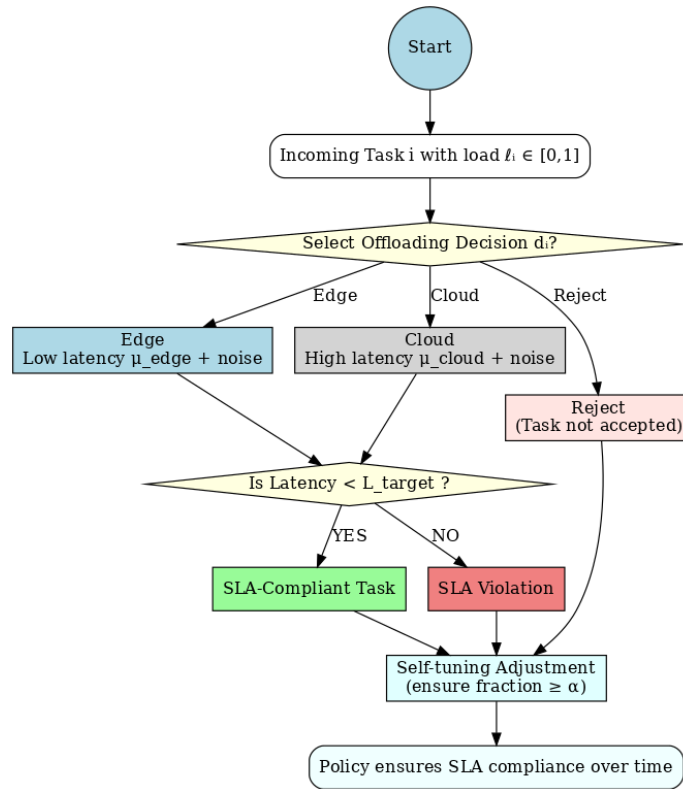 Start
Incoming Task i with load ℓᵢ ∈ [0,1]
Select Offloading Decision dᵢ?
Edge
Cloud
Reject
Edge
Low latency μ_edge + noise
Cloud
High latency μ_cloud + noise
Reject
(Task not accepted)
Is Latency < L_target ?
YES
NO
SLA-Compliant Task
SLA Violation
Self-tuning Adjustment
(ensure fraction ≥ α)
Policy ensures SLA compliance over time